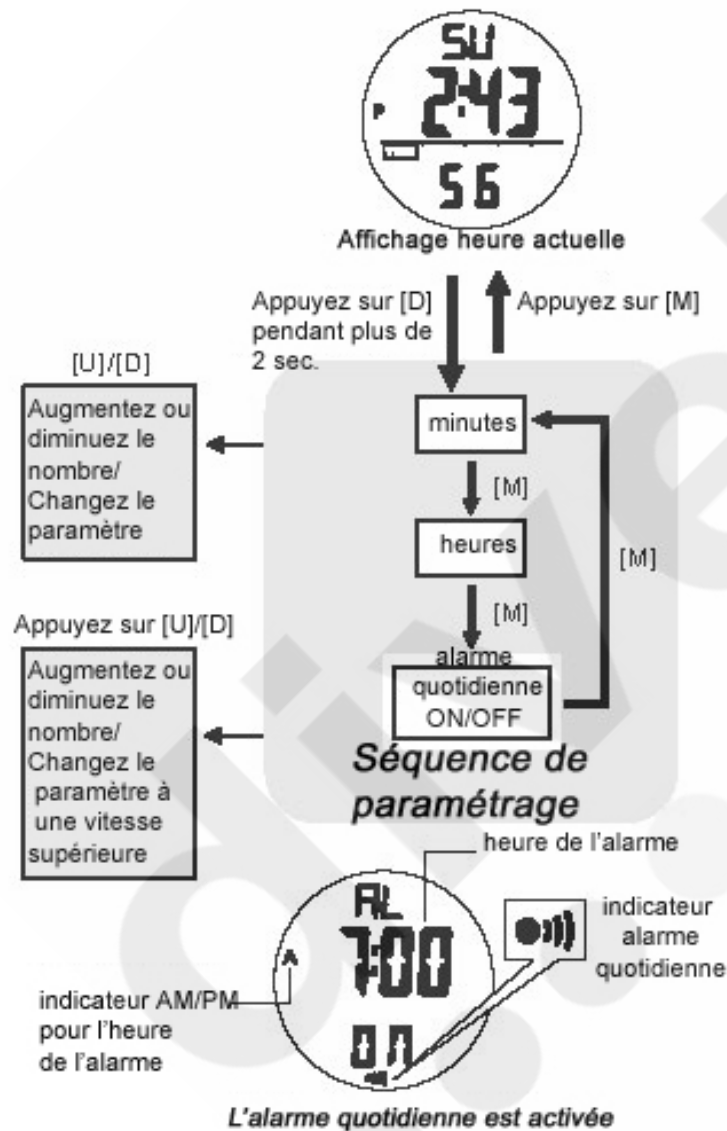 SU
P 2:43
56
Affichage heure actuelle
Appuyez sur [D]
pendant plus de
2 sec.
Appuyez sur [M]
[U]/[D]
Augmentez ou
diminuez le
nombre/
Changez le
paramètre
minutes
[M]
heures
[M]
[M]
alarme
quotidienne
ON/OFF
Appuyez sur [U]/[D]
Augmentez ou
diminuez le
nombre/
Changez le
paramètre à
une vitesse
supérieure
Séquence de
paramétrage
heure de l'alarme
AL
A 7:00
ON
indicateur
alarme
quotidienne
indicateur AM/PM
pour l'heure
de l'alarme
L'alarme quotidienne est activée